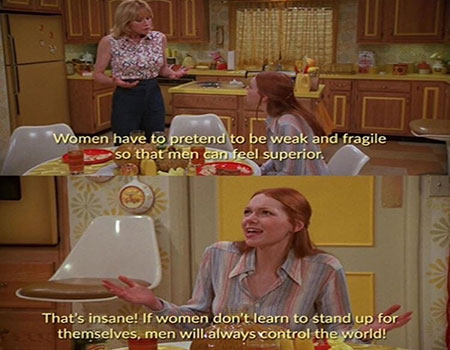 Women have to pretend to be weak and fragile
so that men can feel superior.
That's insane! If women don't learn to stand up for
themselves, men will always control the world!